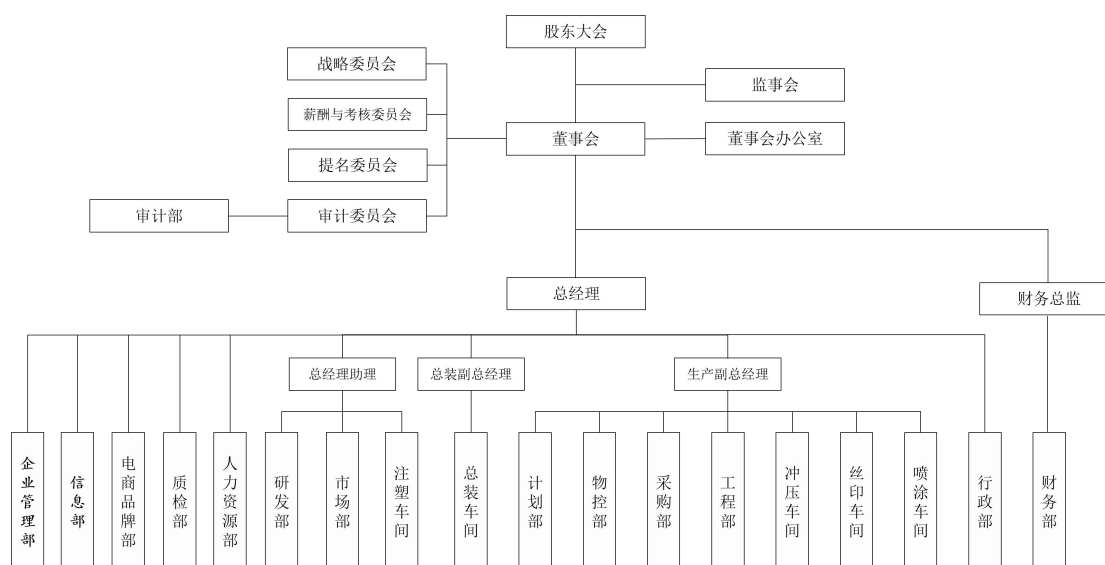 股东大会
战略委员会
监事会
薪酬与考核委员会
董事会
董事会办公室
提名委员会
审计部
审计委员会
总经理
财务总监
总经理助理
总装副总经理
生产副总经理
企业管理部
信息部
电商品牌部
质检部
人力资源部
研发部
市场部
注塑车间
总装车间
计划部
物控部
采购部
工程部
冲压车间
丝印车间
喷涂车间
行政部
财务部